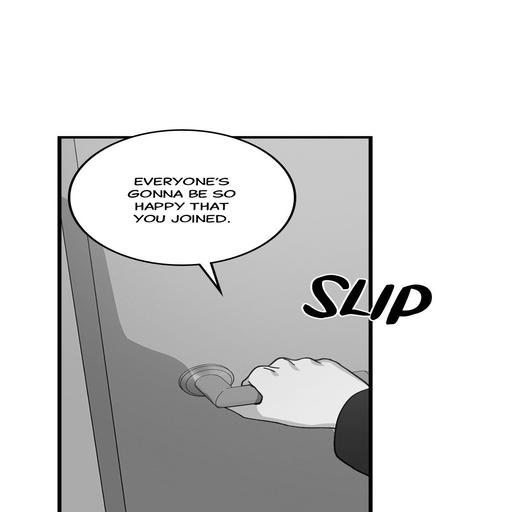 EVERYONE'S
GONNA BE SO
HAPPY THAT
YOU JOINED.
SLIP